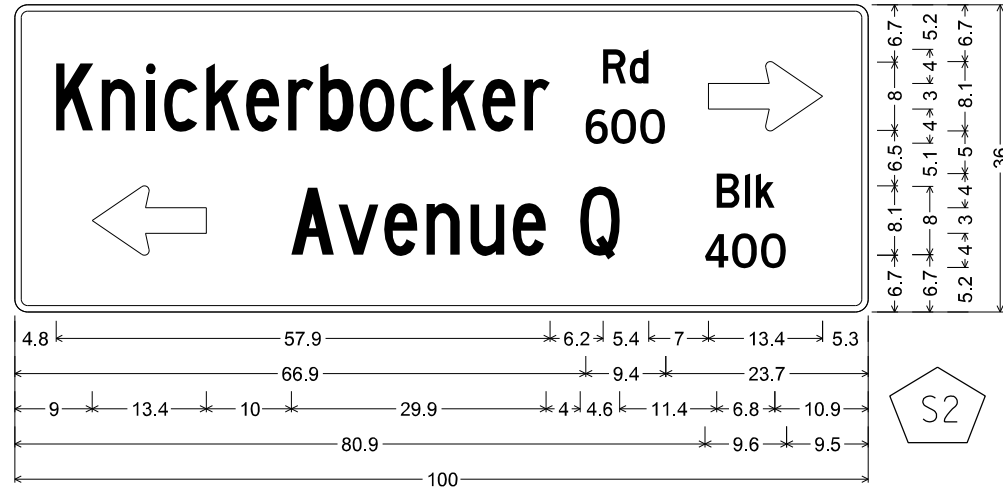 Knickerbocker Rd
600
Avenue Q Blk
400
6.7 8 6.5 8.1 6.7
5.2 4 3 4 5.1 8 6.7
6.7 8.1 5 4 3 4 5.2
36
4.8 57.9 6.2 5.4 7 13.4 5.3
66.9 9.4 23.7
9 13.4 10 29.9 4 4.6 11.4 6.8 10.9
80.9 9.6 9.5
100
S2